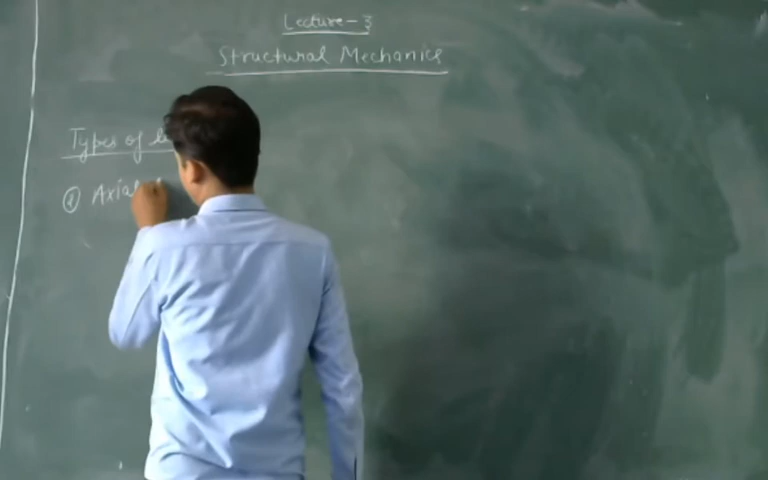 Lecture-3
Structural Mechanics
Types of
① Axial